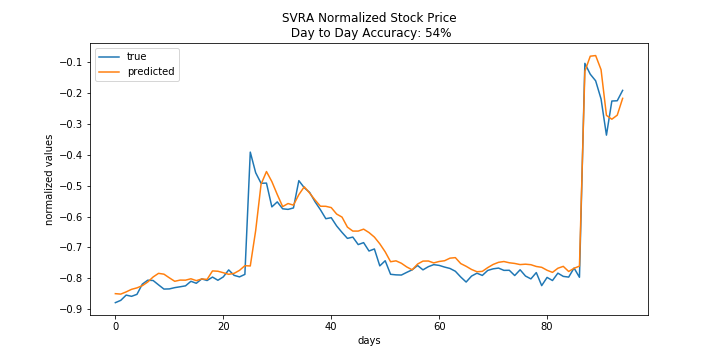 SVRA Normalized Stock Price
Day to Day Accuracy: 54%
true
predicted
normalized values
−0.1
−0.2
−0.3
−0.4
−0.5
−0.6
−0.7
−0.8
−0.9
0
20
40
60
80
days